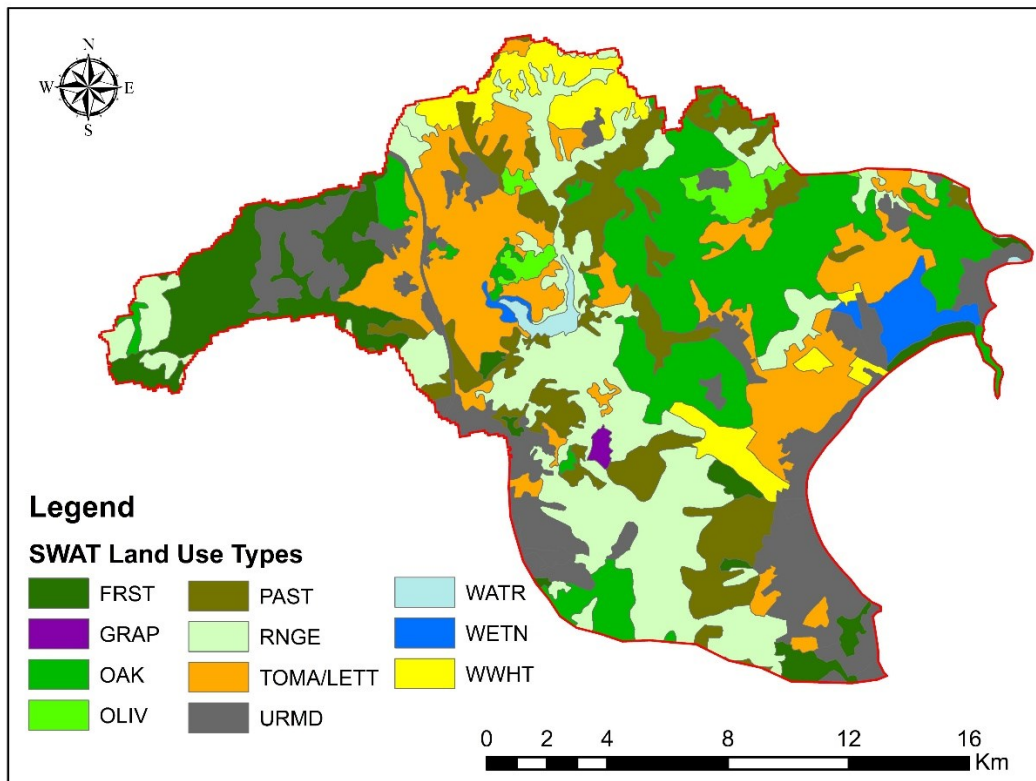 N
W E
S
Legend
SWAT Land Use Types
FRST
GRAP
OAK
OLIV
PAST
RNGE
TOMA/LETT
URMD
WATR
WETN
WWHT
0 2 4 8 12 16
Km